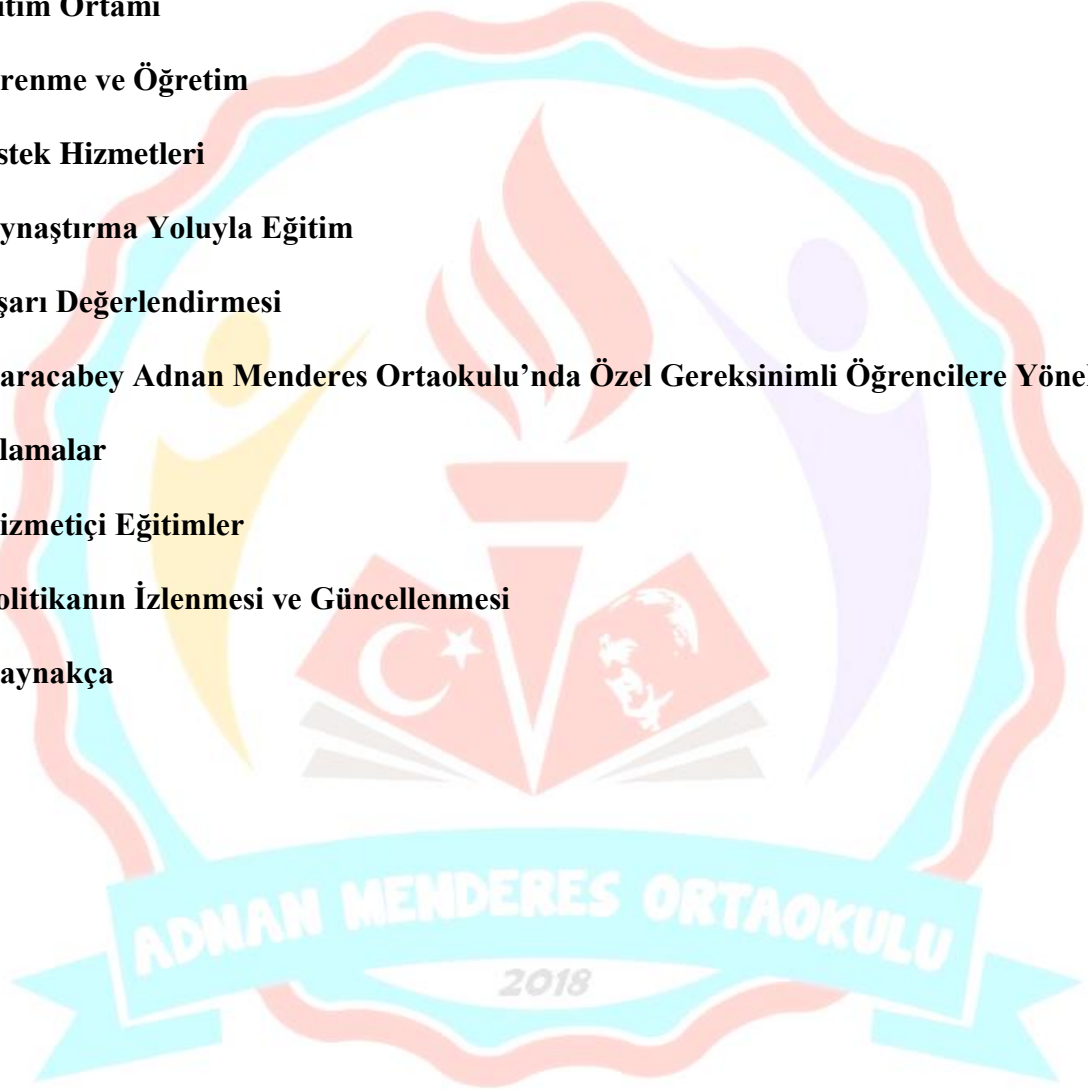 itim Ortamı
renme ve Öğretim
stek Hizmetleri
ynaştırma Yoluyla Eğitim
şarı Değerlendirmesi
aracabey Adnan Menderes Ortaokulu’nda Özel Gereksinimli Öğrencilere Yönel
lamalar
izmetiçi Eğitimler
olitikanın İzlenmesi ve Güncellenmesi
aynakça
ADNAN MENDERES ORTAOKULU
2018